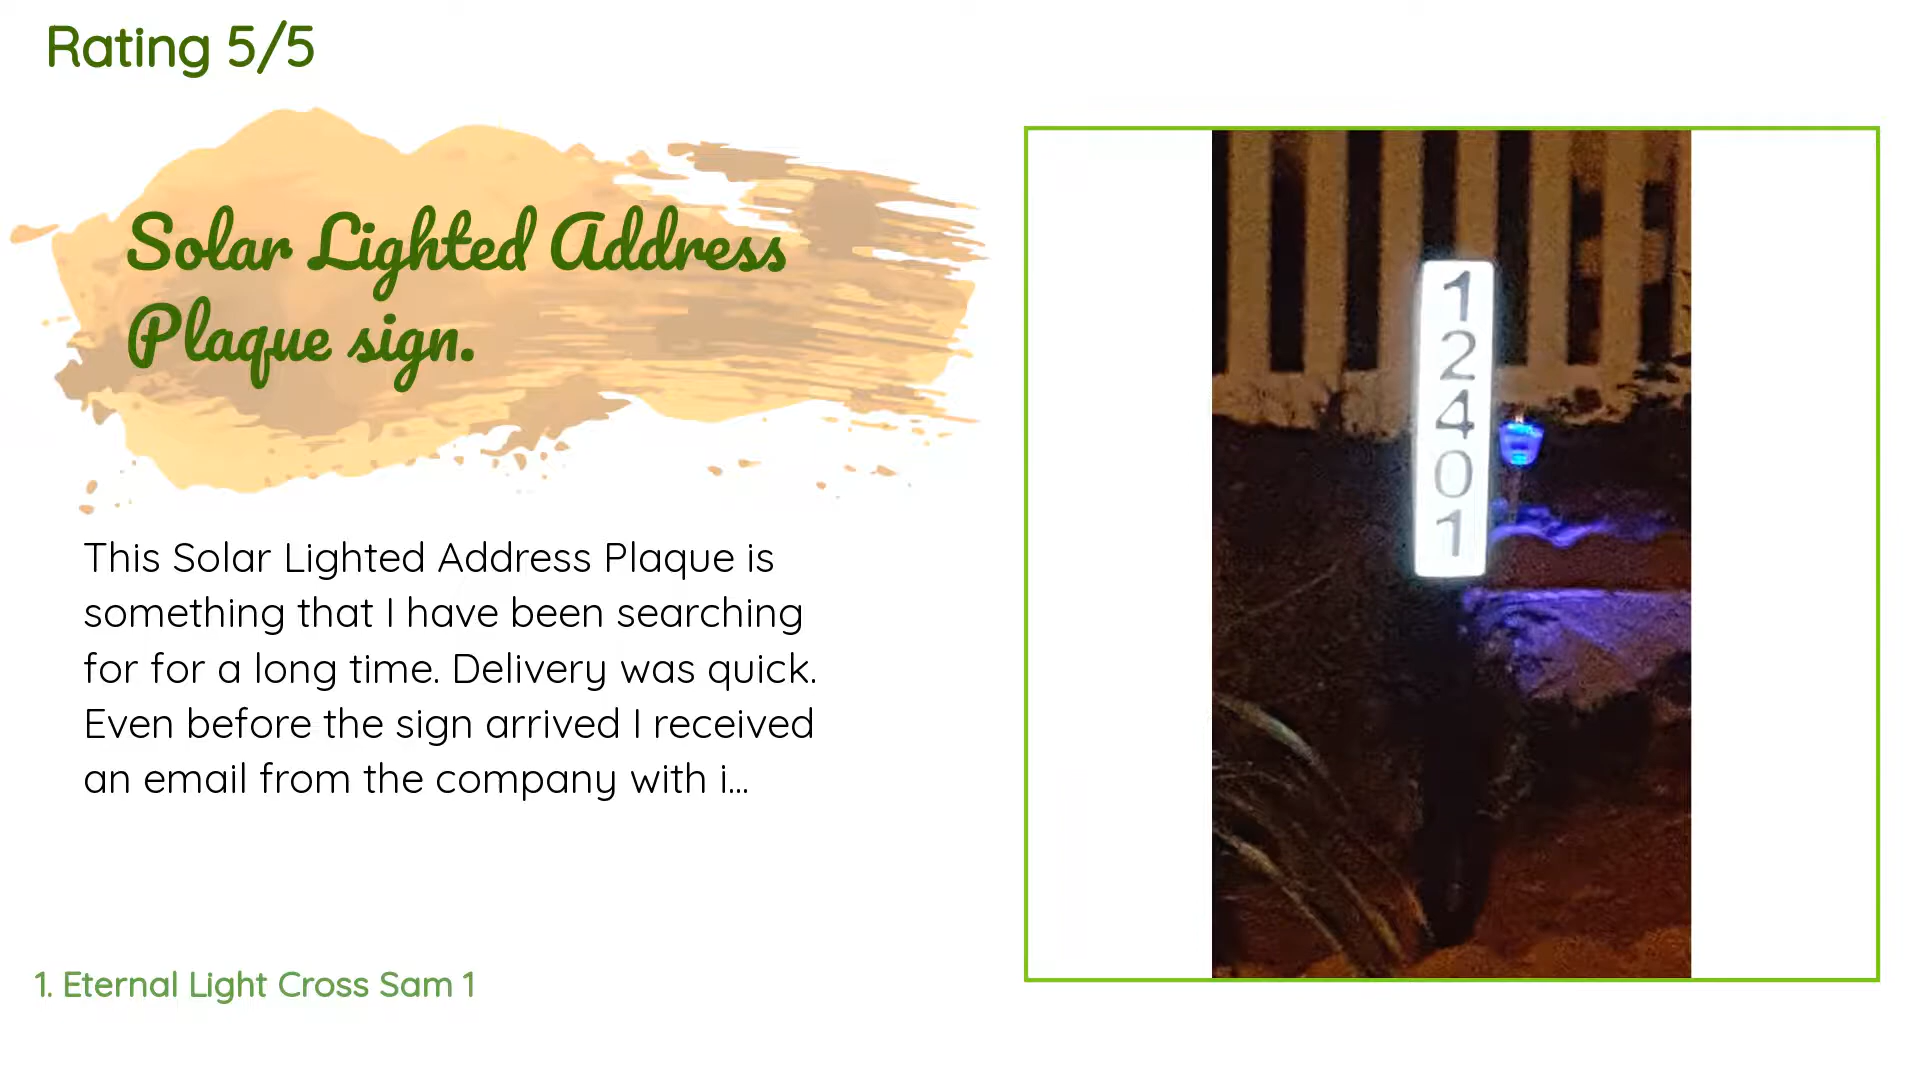 Rating 5/5
Solar Lighted Address
Plaque sign.
This Solar Lighted Address Plaque is
something that I have been searching
for for a long time. Delivery was quick.
Even before the sign arrived I received
an email from the company with i...
1. Eternal Light Cross Sam 1
1
2
4
0
1